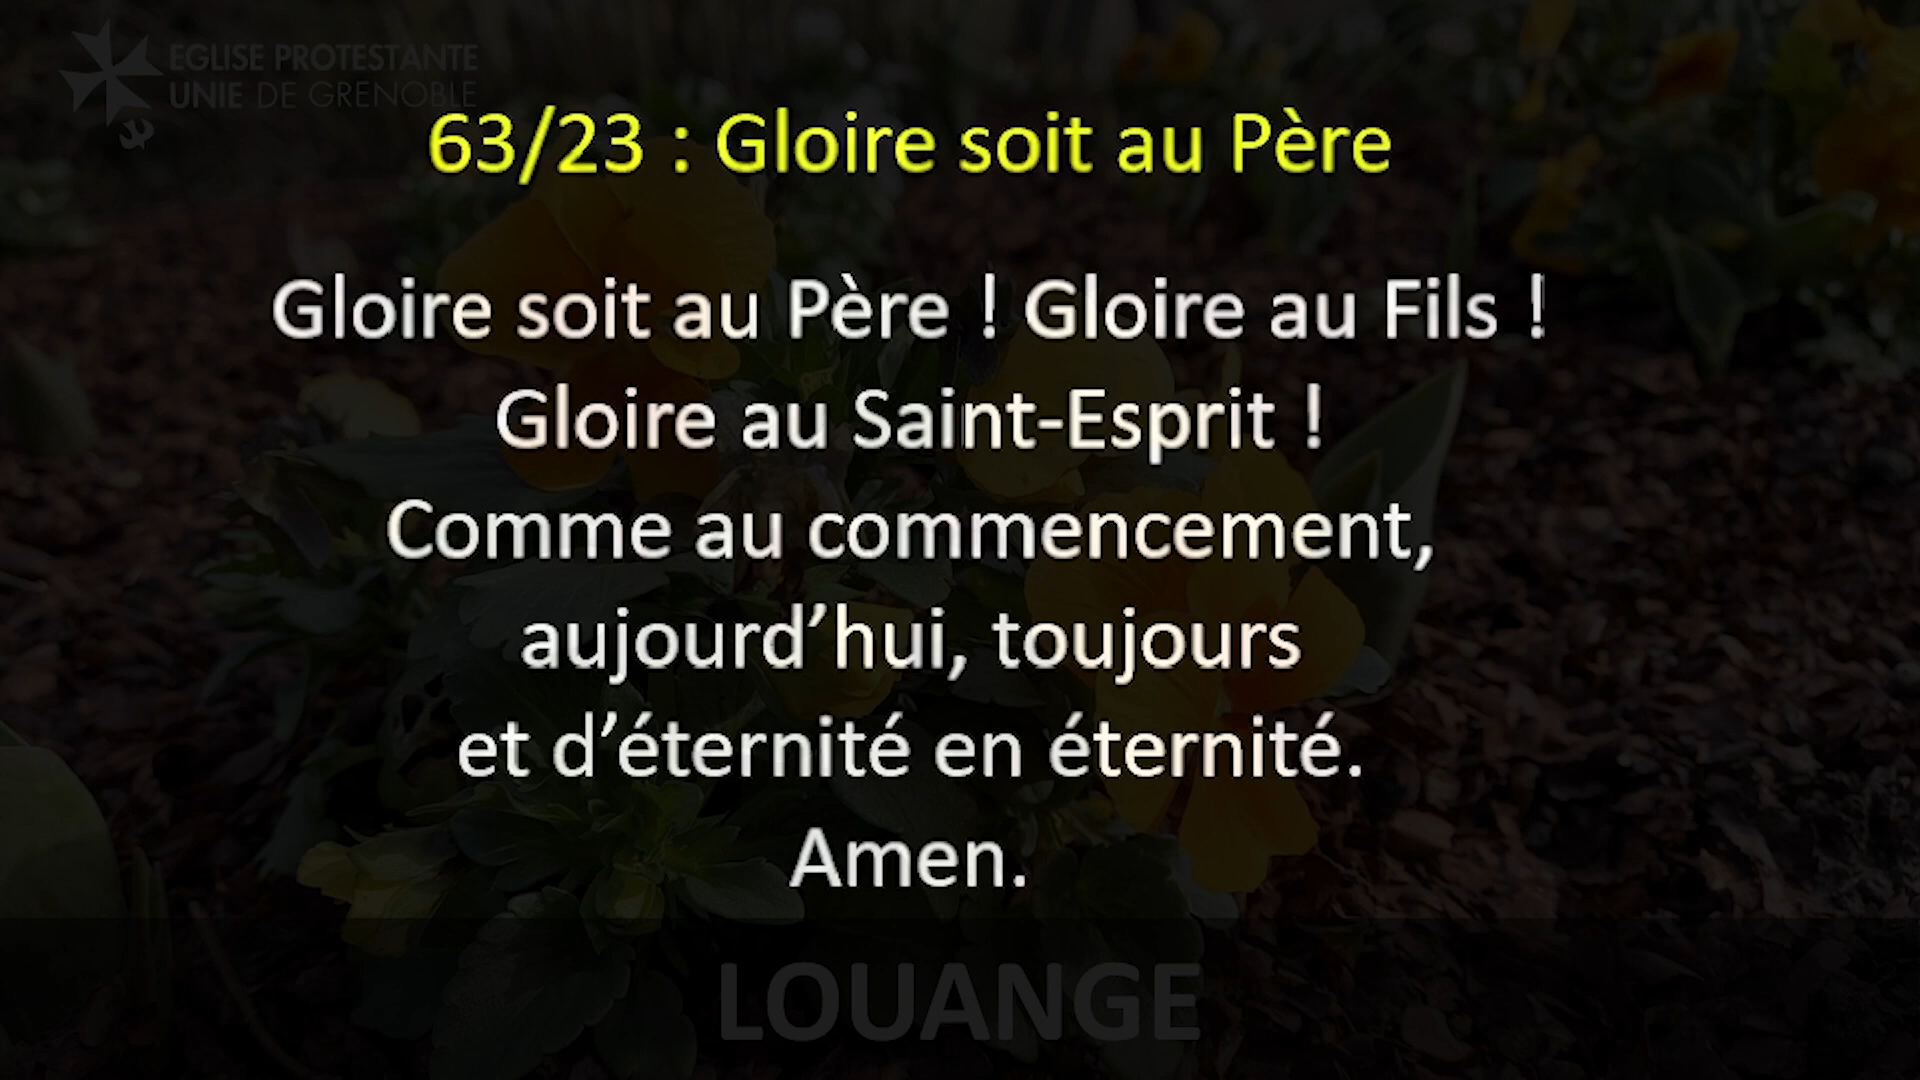 EGLISE PROTESTANTE
UNIE DE GRENOBLE
63/23 : Gloire soit au Père
Gloire soit au Père ! Gloire au Fils !
Gloire au Saint-Esprit !
Comme au commencement,
aujourd’hui, toujours
et d’éternité en éternité.
Amen.
LOUANGE